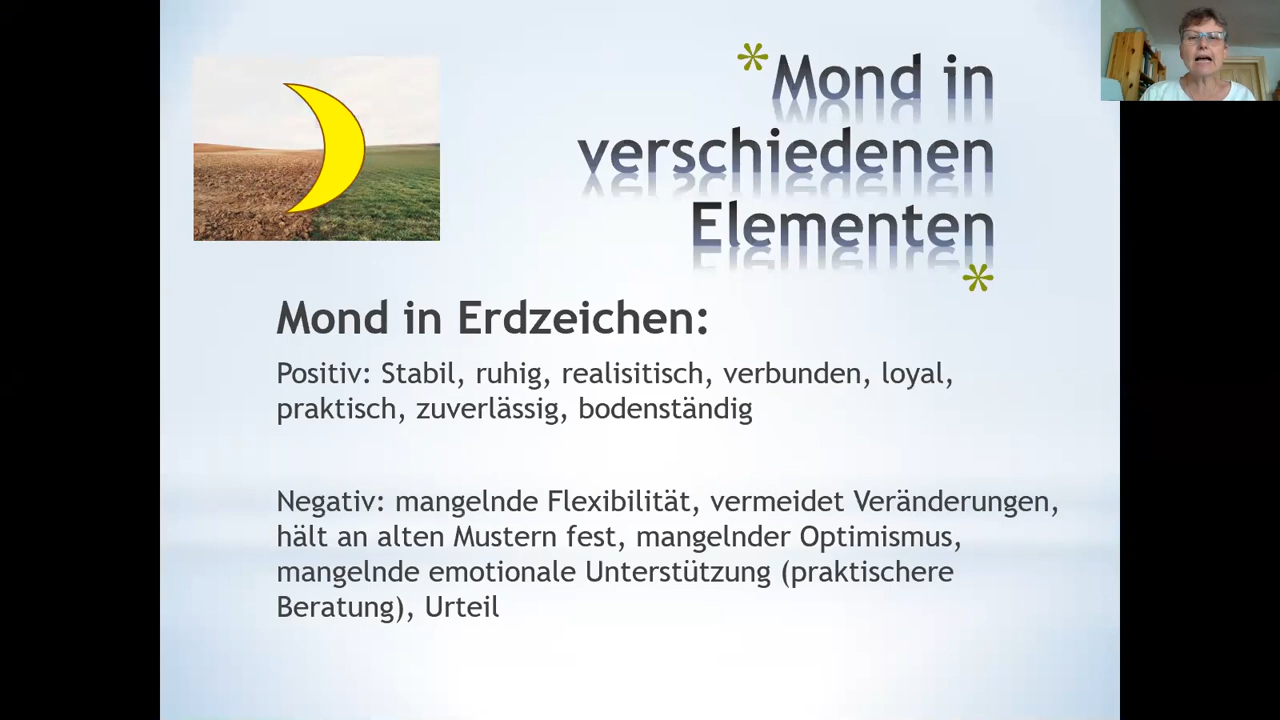 *Mond in
verschiedenen
Elementen
*
Mond in Erdzeichen:
Positiv: Stabil, ruhig, realisitisch, verbunden, loyal,
praktisch, zuverlässig, bodenständig
Negativ: mangelnde Flexibilität, vermeidet Veränderungen,
hält an alten Mustern fest, mangelnder Optimismus,
mangelnde emotionale Unterstützung (praktischere
Beratung), Urteil